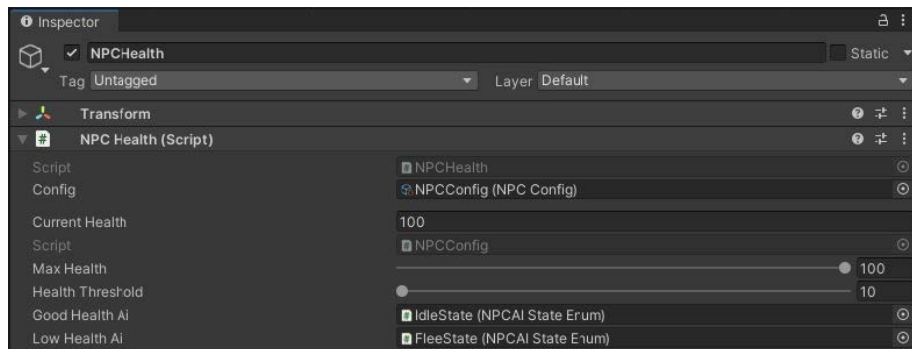 Inspector
NPCHealth Static
Tag Untagged Layer Default
Transform
NPC Health (Script)
Script NPCHealth
Config NPCConfig (NPC Config)
Current Health 100
Script NPCConfig
Max Health 100
Health Threshold 10
Good Health Ai IdleState (NPCAI State Enum)
Low Health Ai FleeState (NPCAI State Enum)